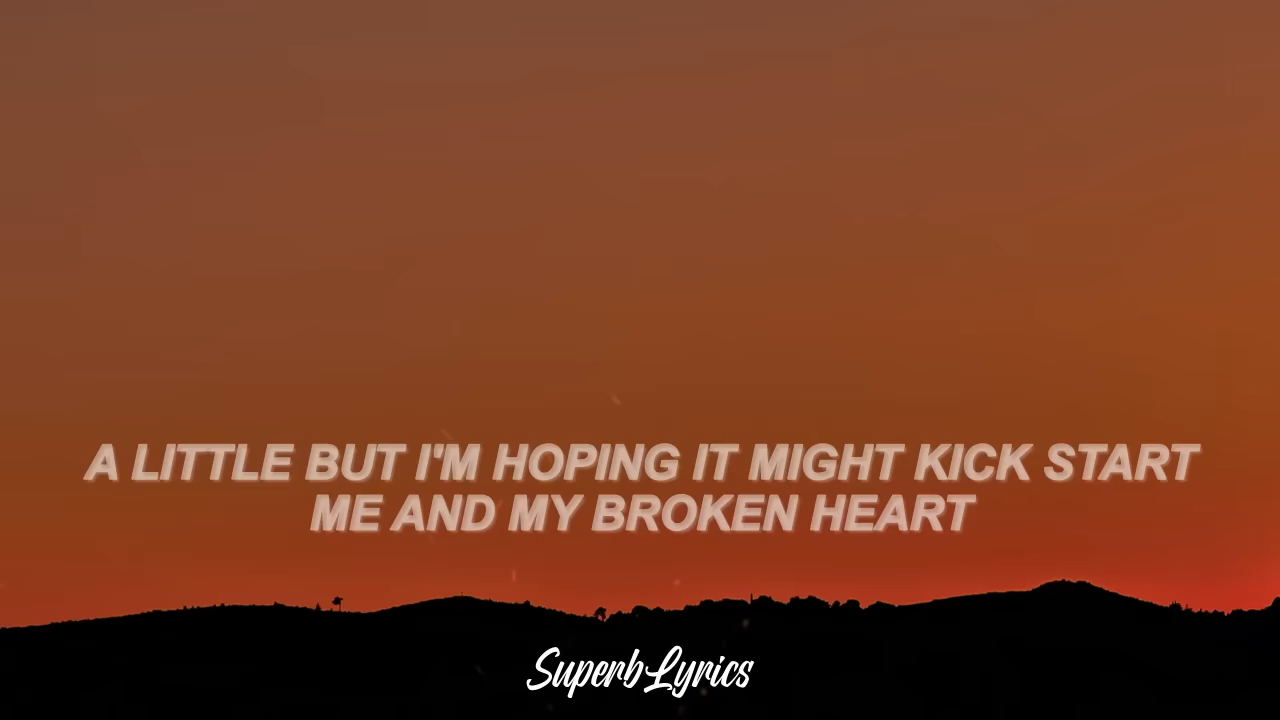 A LITTLE BUT I'M HOPING IT MIGHT KICK START
ME AND MY BROKEN HEART
SuperbLyrics